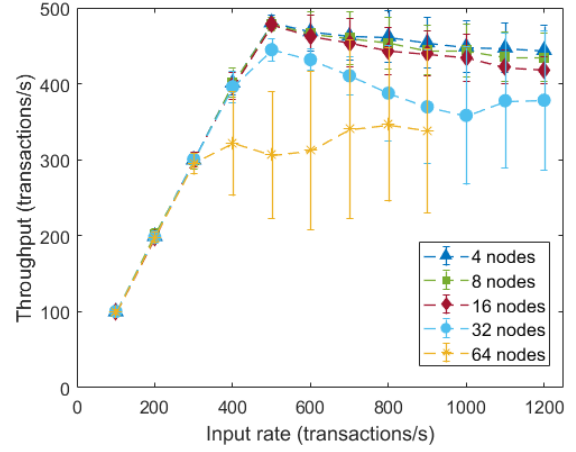 Throughput (transactions/s)
500
400
300
200
100
0
0 200 400 600 800 1000 1200
Input rate (transactions/s)
4 nodes
8 nodes
16 nodes
32 nodes
64 nodes